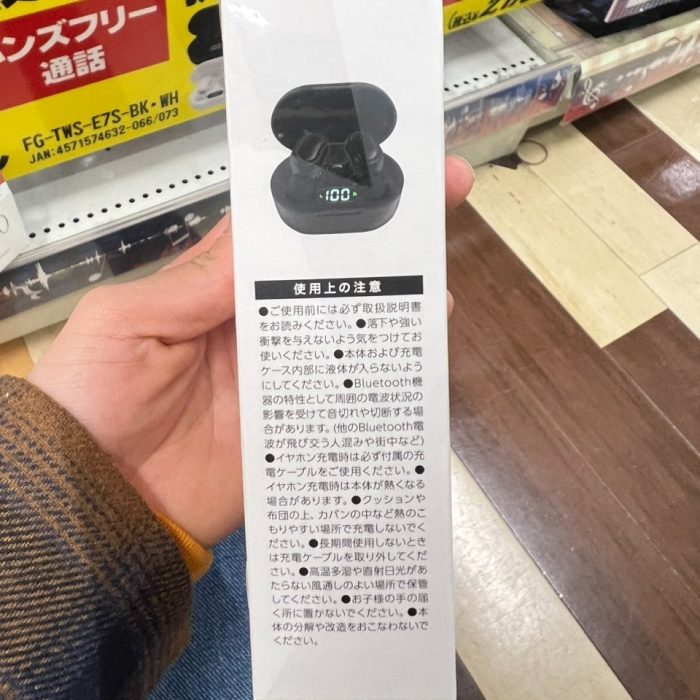 ンズフリー
通話
FG-TWS-E7S-BK・WH
JAN:4571574632-066/073
100
使用上の注意
●ご使用前には必ず取扱説明書
をお読みください。●落下や強い
衝撃を与えないよう気をつけてお
使いください。●本体および充電
ケース内部に液体が入らないよう
にしてください。●Bluetooth機
器の特性として周囲の電波状況の
影響を受けて音切れや切断する場
合があります。(他のBluetooth電
波が飛び交う人混みや街中など)
●イヤホン充電時は必ず付属の充
電ケーブルをご使用ください。●
イヤホン充電時は本体が熱くなる
場合があります。●クッションや
布団の上、カバンの中など熱のこ
もりやすい場所で充電しないでく
ださい。●長期間使用しないとき
は充電ケーブルを取り外してくだ
さい。●高温多湿や直射日光があ
たらない風通しのよい場所で保管
してください。●お子様の手の届
く所に置かないでください。●本
体の分解や改造をおこなわないで
ください。